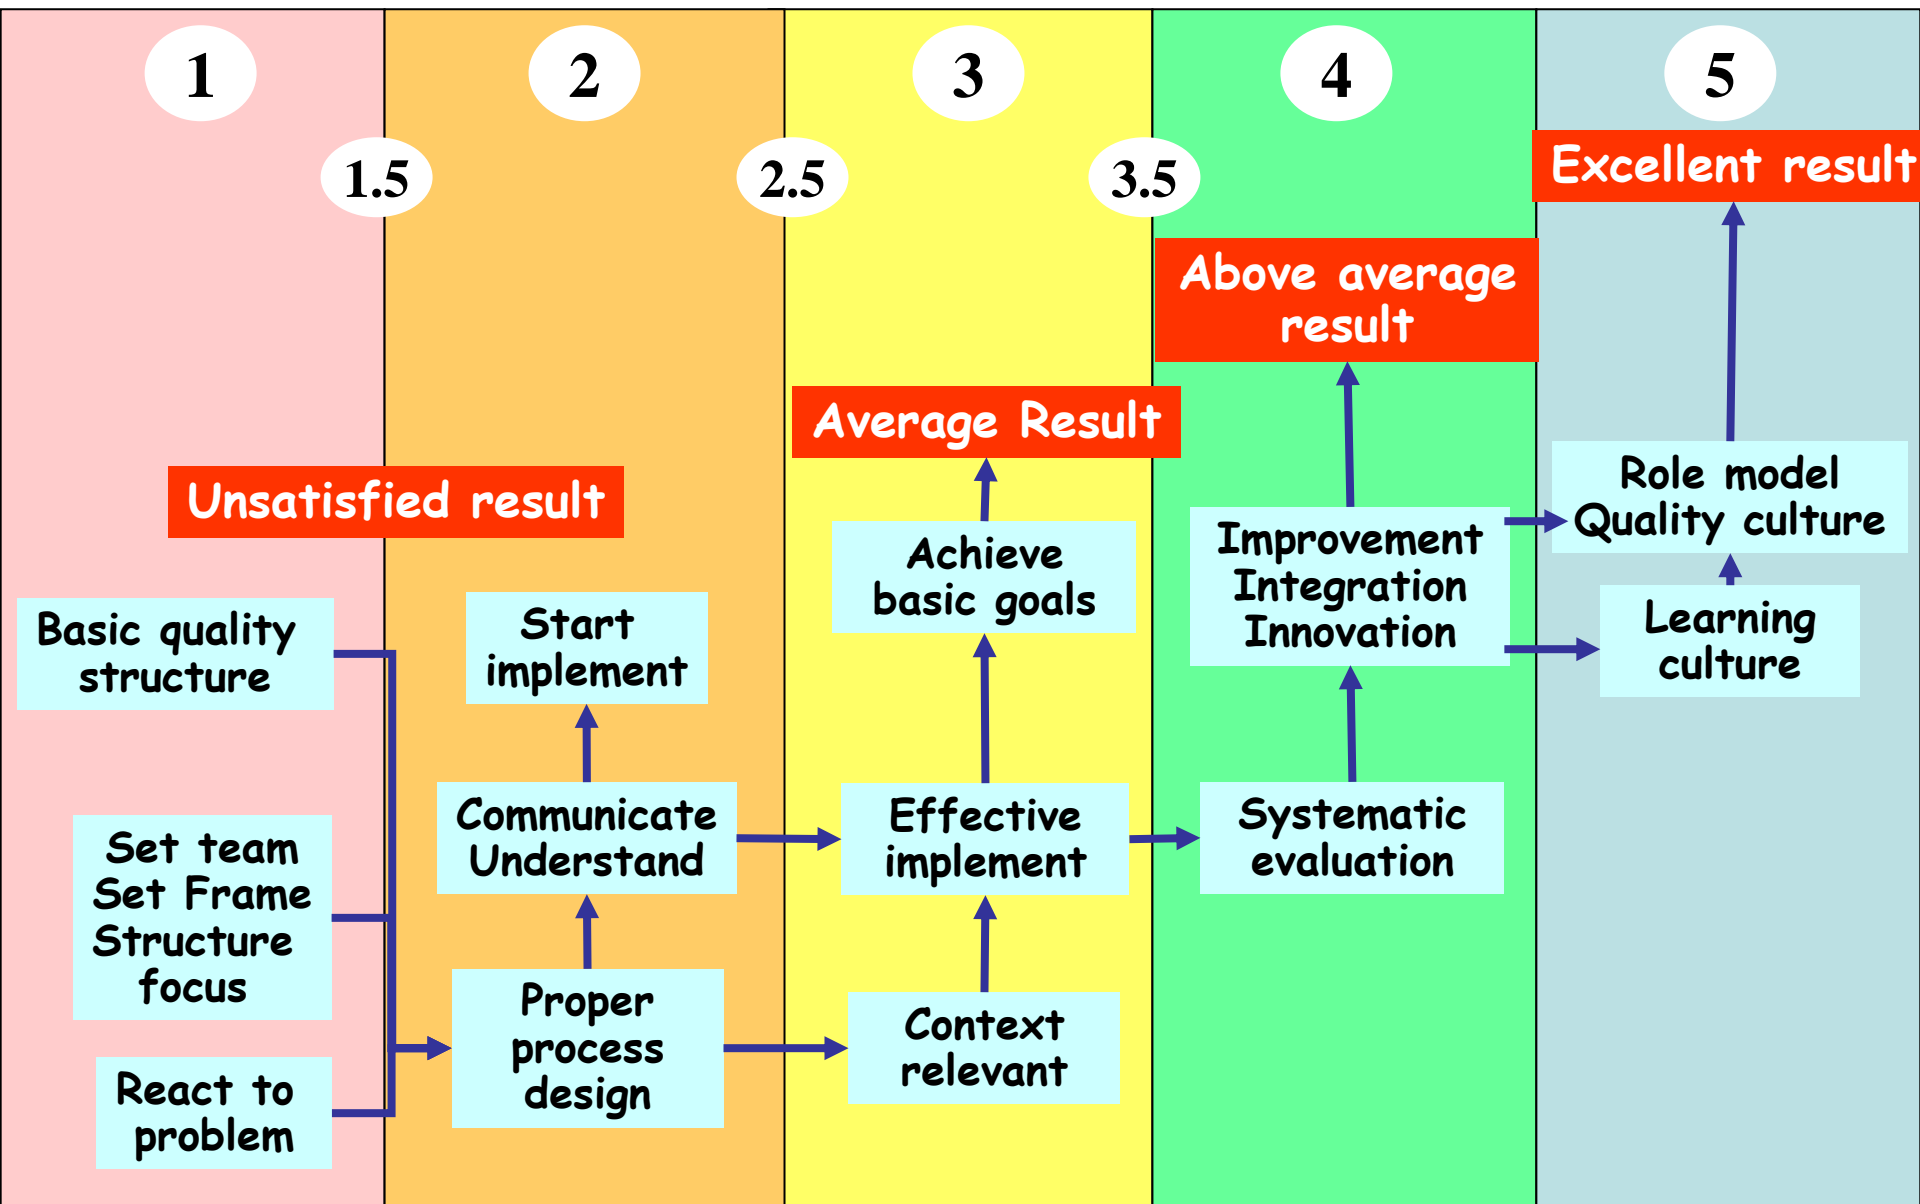 1
2
3
4
5
1.5
2.5
3.5
Excellent result
Above average
result
Average Result
Unsatisfied result
Basic quality
structure
Set team
Set Frame
Structure
focus
React to
problem
Start
implement
Communicate
Understand
Proper
process
design
Achieve
basic goals
Effective
implement
Context
relevant
Improvement
Integration
Innovation
Systematic
evaluation
Role model
Quality culture
Learning
culture